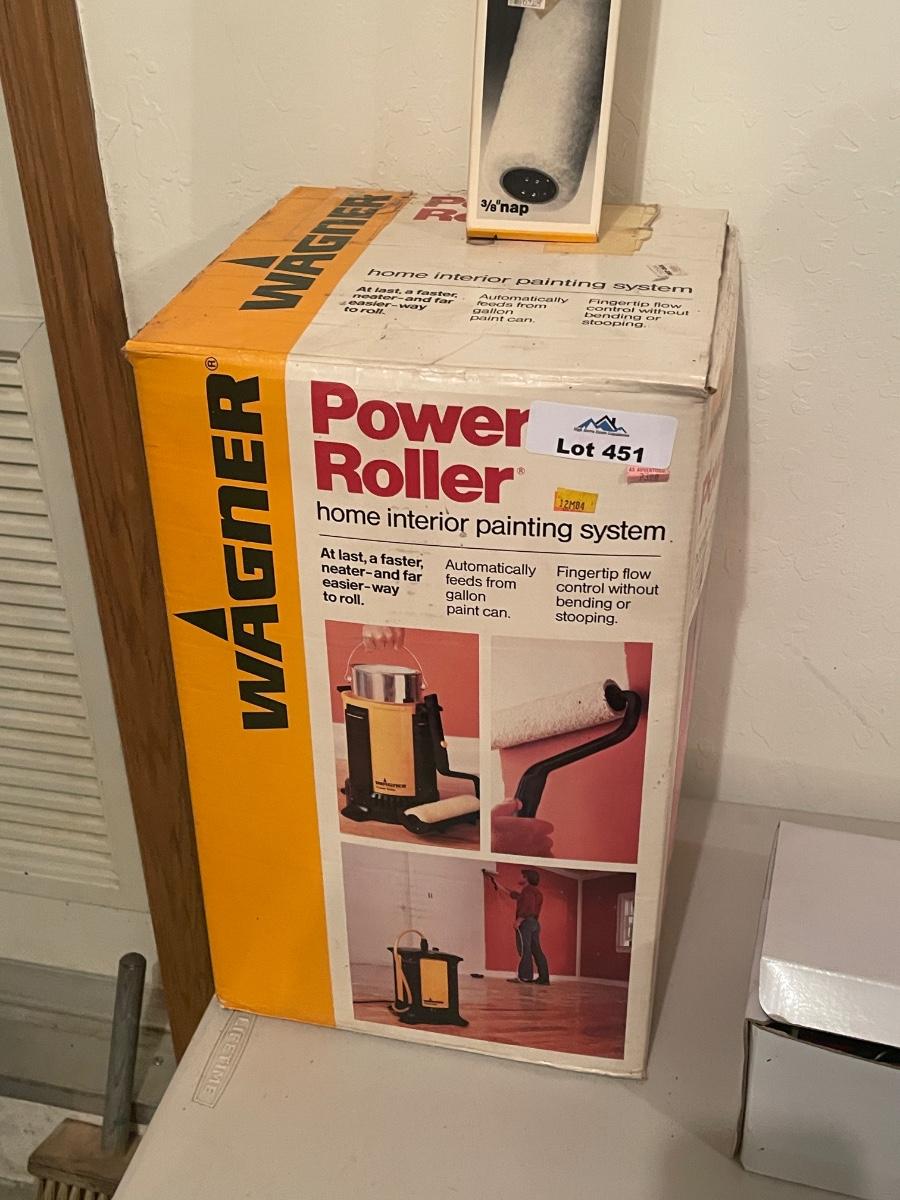 3/8" nap
WAGNER
home interior painting system
At last, a faster,
neater–and far
easier–way
to roll.
Automatically
feeds from
gallon
paint can.
Fingertip flow
control without
bending or
stooping.
WAGNER®
Power
Roller®
Lot 451
12M84
home interior painting system
At last, a faster,
neater–and far
easier–way
to roll.
Automatically
feeds from
gallon
paint can.
Fingertip flow
control without
bending or
stooping.
WAGNER
LIFETIME